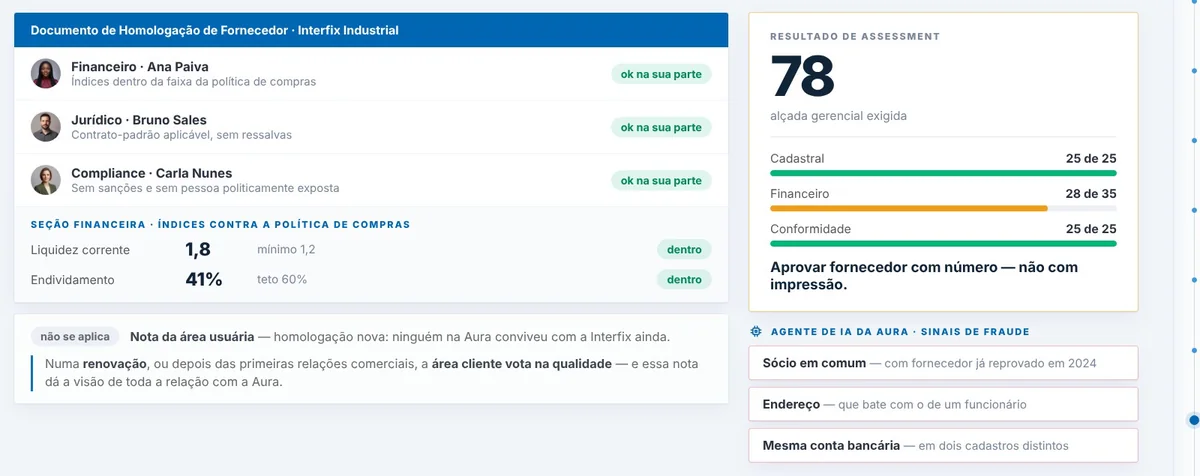 Documento de Homologação de Fornecedor · Interfix Industrial
Financeiro · Ana Paiva
Índices dentro da faixa da política de compras
ok na sua parte
Jurídico · Bruno Sales
Contrato-padrão aplicável, sem ressalvas
ok na sua parte
Compliance · Carla Nunes
Sem sanções e sem pessoa politicamente exposta
ok na sua parte
SEÇÃO FINANCEIRA · ÍNDICES CONTRA A POLÍTICA DE COMPRAS
Liquidez corrente 1,8 mínimo 1,2 dentro
Endividamento 41% teto 60% dentro
não se aplica Nota da área usuária — homologação nova: ninguém na Aura conviveu com a Interfix ainda.
Numa renovação, ou depois das primeiras relações comerciais, a área cliente vota na qualidade — e essa nota
dá a visão de toda a relação com a Aura.
RESULTADO DE ASSESSMENT
78
alçada gerencial exigida
Cadastral 25 de 25
Financeiro 28 de 35
Conformidade 25 de 25
Aprovar fornecedor com número — não com
impressão.
AGENTE DE IA DA AURA · SINAIS DE FRAUDE
Sócio em comum — com fornecedor já reprovado em 2024
Endereço — que bate com o de um funcionário
Mesma conta bancária — em dois cadastros distintos